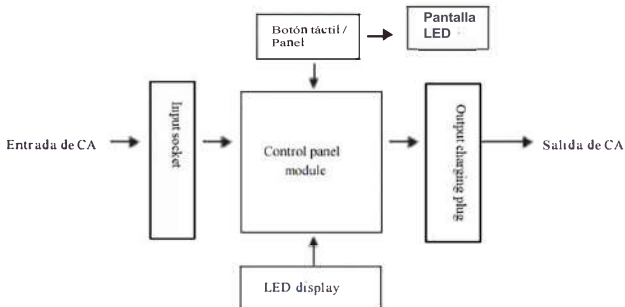 Botón táctil /
Panel
Pantalla
LED
Entrada de CA
Input socket
Control panel
module
Output charging plug
Salida de CA
LED display